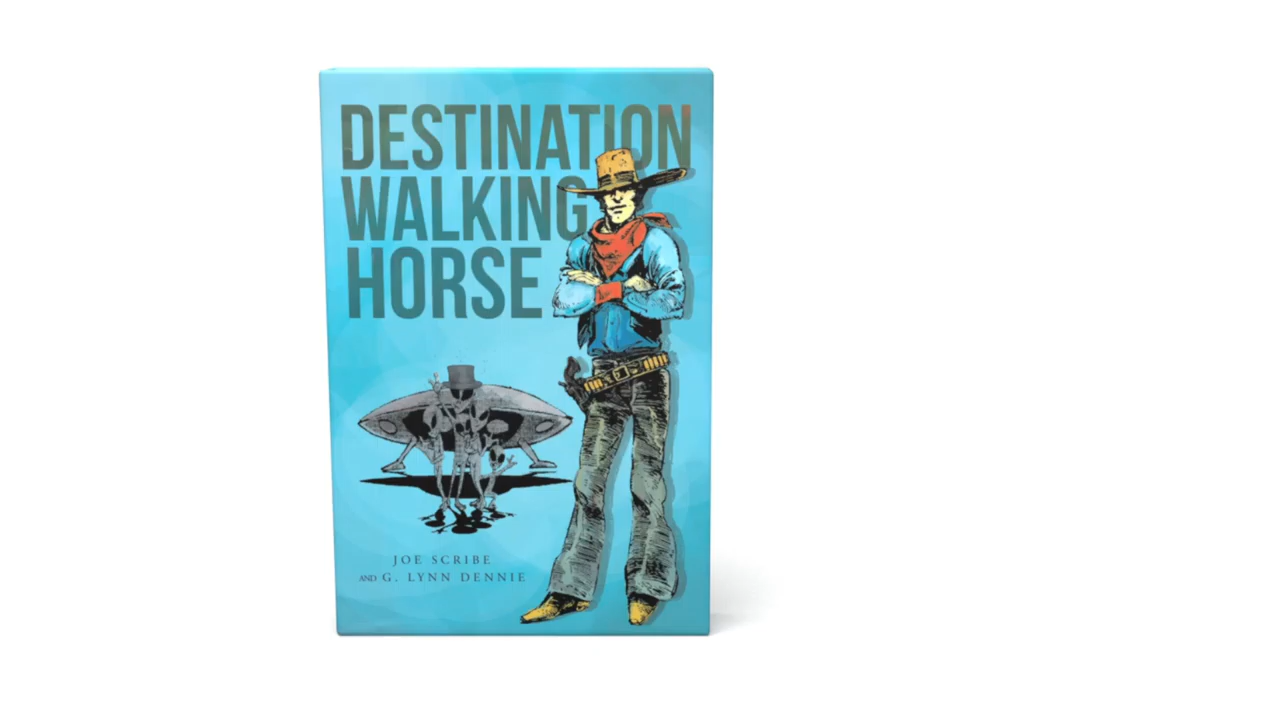 DESTINATION
WALKING
HORSE
JOE SCRIBE
AND G. LYNN DENNIE